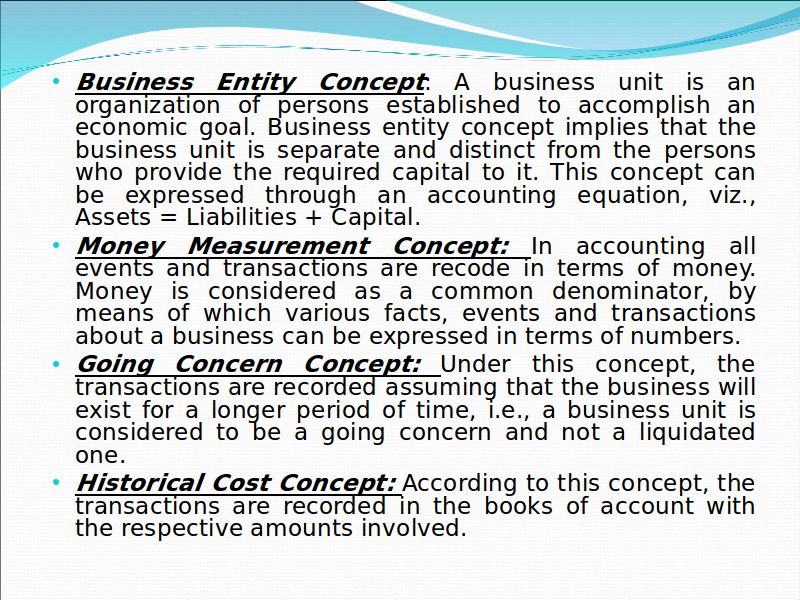 • Business Entity Concept: A business unit is an
organization of persons established to accomplish an
economic goal. Business entity concept implies that the
business unit is separate and distinct from the persons
who provide the required capital to it. This concept can
be expressed through an accounting equation, viz.,
Assets = Liabilities + Capital.
• Money Measurement Concept: In accounting all
events and transactions are recode in terms of money.
Money is considered as a common denominator, by
means of which various facts, events and transactions
about a business can be expressed in terms of numbers.
• Going Concern Concept: Under this concept, the
transactions are recorded assuming that the business will
exist for a longer period of time, i.e., a business unit is
considered to be a going concern and not a liquidated
one.
• Historical Cost Concept: According to this concept, the
transactions are recorded in the books of account with
the respective amounts involved.